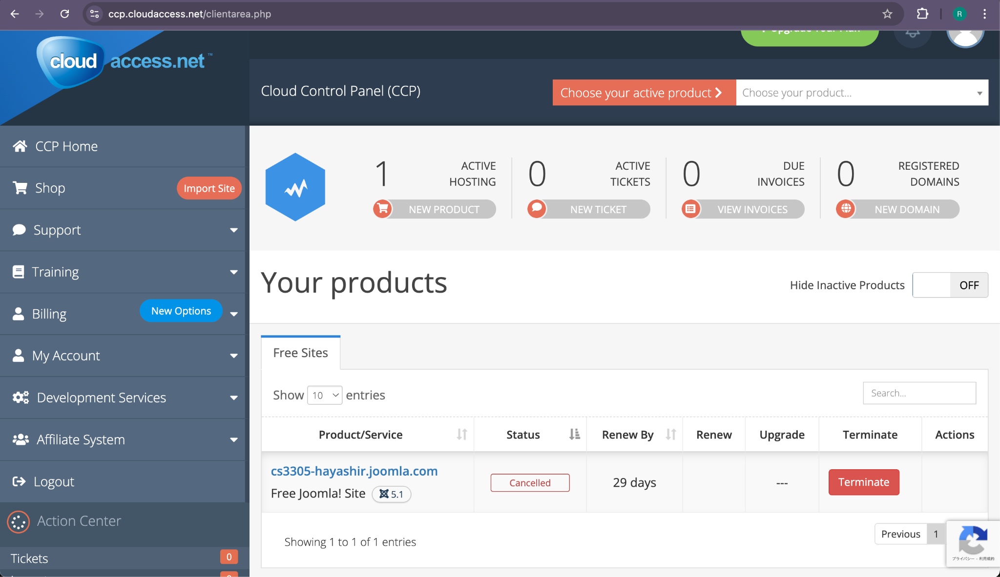 ccp.cloudaccess.net/clientarea.php
R
Upgrade Your Plan
cloud access.net ™
Cloud Control Panel (CCP)
Choose your active product
Choose your product...
CCP Home
Shop
Import Site
Support
Training
Billing
New Options
My Account
Development Services
Affiliate System
Logout
Action Center
Tickets
0
1
ACTIVE
HOSTING
NEW PRODUCT
0
ACTIVE
TICKETS
NEW TICKET
0
DUE
INVOICES
VIEW INVOICES
0
REGISTERED
DOMAINS
NEW DOMAIN
Your products
Hide Inactive Products
OFF
Free Sites
Show 10 entries
Search...
Product/Service
Status
Renew By
Renew
Upgrade
Terminate
Actions
cs3305-hayashir.joomla.com
Free Joomla! Site
5.1
Cancelled
29 days
---
Terminate
Showing 1 to 1 of 1 entries
Previous
1
プライバシー - 利用規約